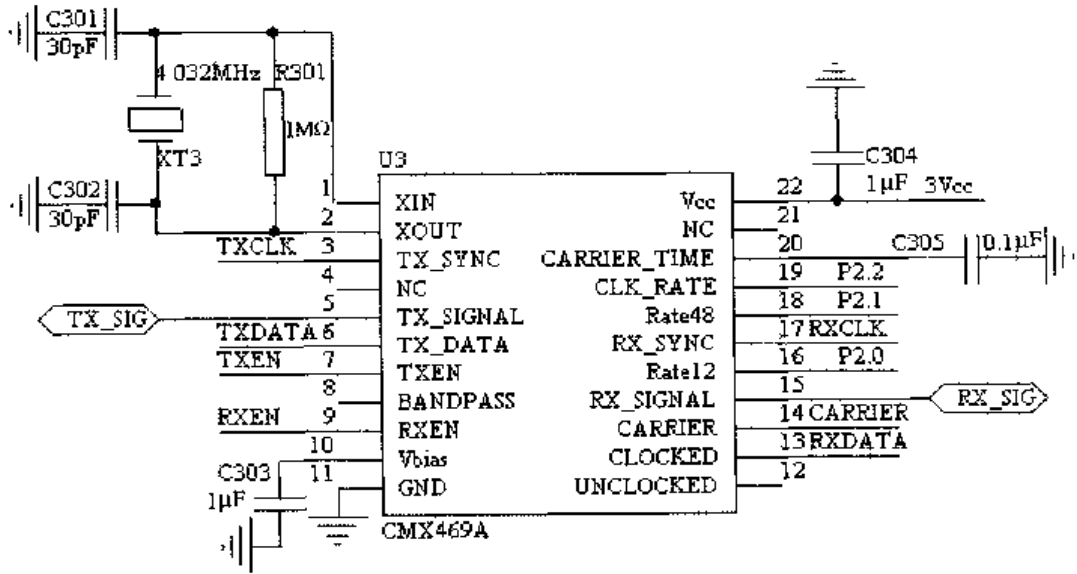 C301
30pF
4.032MHz
R301
1MΩ
XT3
C302
30pF
U3
1
XIN
2
XOUT
TXCLK
3
TX_SYNC
4
NC
5
TX_SIG
TX_SIGNAL
TXDATA
6
TX_DATA
TXEN
7
TXEN
8
BANDPASS
RXEN
9
RXEN
10
Vbias
C303
1μF
11
GND
CMX469A
C304
1μF
3Vcc
22
Vcc
21
NC
20
CARRIER_TIME
C305
0.1μF
19
P2.2
CLK_RATE
18
P2.1
Rate48
17
RXCLK
RX_SYNC
16
P2.0
Rate12
15
RX_SIGNAL
RX_SIG
14
CARRIER
CARRIER
13
RXDATA
CLOCKED
12
UNCLOCKED